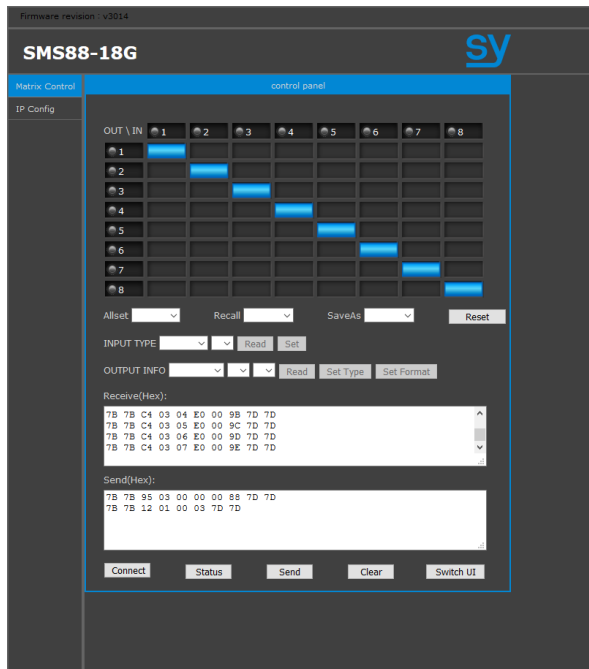 Firmware revision : v3014
SMS88-18G
sy
Matrix Control
control panel
IP Config
OUT \ IN 1 2 3 4 5 6 7 8
1
2
3
4
5
6
7
8
Allset Recall SaveAs Reset
INPUT TYPE Read Set
OUTPUT INFO Read Set Type Set Format
Receive(Hex):
7B 7B C4 03 04 E0 00 9B 7D 7D
7B 7B C4 03 05 E0 00 9C 7D 7D
7B 7B C4 03 06 E0 00 9D 7D 7D
7B 7B C4 03 07 E0 00 9E 7D 7D
Send(Hex):
7B 7B 95 03 00 00 00 88 7D 7D
7B 7B 12 01 00 03 7D 7D
Connect Status Send Clear Switch UI